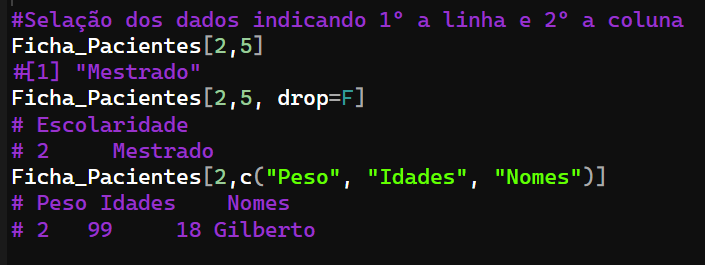 #Selação dos dados indicando 1º a linha e 2º a coluna
Ficha_Pacientes[2,5]
#[1] "Mestrado"
Ficha_Pacientes[2,5, drop=F]
# Escolaridade
# 2     Mestrado
Ficha_Pacientes[2,c("Peso", "Idades", "Nomes")]
# Peso Idades    Nomes
# 2   99     18 Gilberto